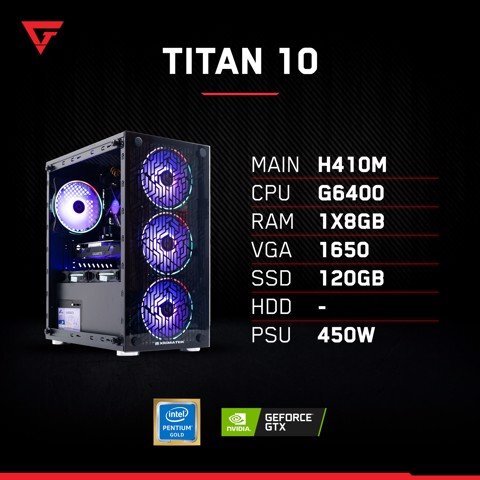 TITAN 10
MAIN H410M
CPU G6400
RAM 1X8GB
VGA 1650
SSD 120GB
HDD -
PSU 450W
XIGMATEK
intel
PENTIUM
GOLD
NVIDIA.
GEFORCE
GTX